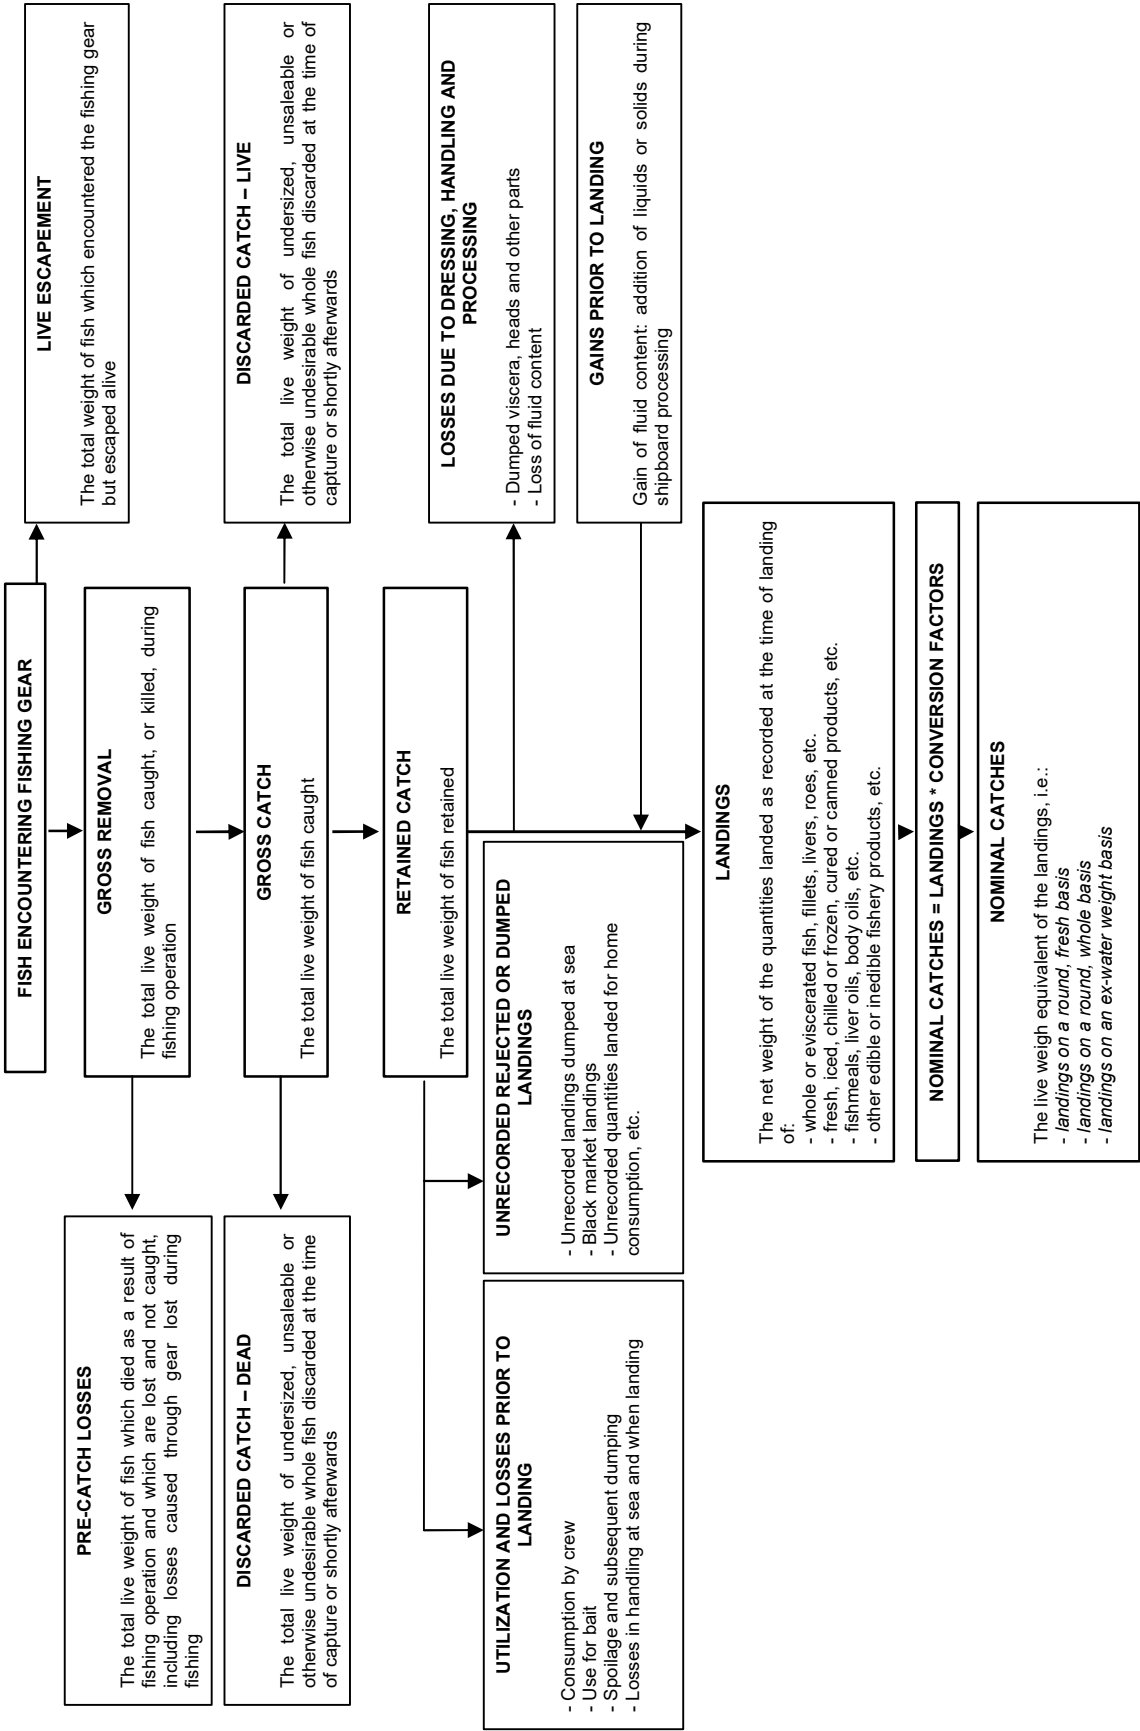 FISH ENCOUNTERING FISHING GEAR
LIVE ESCAPEMENT
The total weight of fish which encountered the fishing gear
but escaped alive
PRE-CATCH LOSSES
The total live weight of fish which died as a result of
fishing operation and which are lost and not caught,
including losses caused through gear lost during
fishing
GROSS REMOVAL
The total live weight of fish caught, or killed, during
fishing operation
DISCARDED CATCH – DEAD
The total live weight of undersized, unsaleable or
otherwise undesirable whole fish discarded at the time
of capture or shortly afterwards
GROSS CATCH
The total live weight of fish caught
DISCARDED CATCH – LIVE
The total live weight of undersized, unsaleable or
otherwise undesirable whole fish discarded at the time of
capture or shortly afterwards
RETAINED CATCH
The total live weight of fish retained
LOSSES DUE TO DRESSING, HANDLING AND
PROCESSING
- Dumped viscera, heads and other parts
- Loss of fluid content
UTILIZATION AND LOSSES PRIOR TO
LANDING
- Consumption by crew
- Use for bait
- Spoilage and subsequent dumping
- Losses in handling at sea and when landing
UNRECORDED REJECTED OR DUMPED
LANDINGS
- Unrecorded landings dumped at sea
- Black market landings
- Unrecorded quantities landed for home
consumption, etc.
GAINS PRIOR TO LANDING
Gain of fluid content: addition of liquids or solids during
shipboard processing
LANDINGS
The net weight of the quantities landed as recorded at the time of landing
of:
- whole or eviscerated fish, fillets, livers, roes, etc.
- fresh, iced, chilled or frozen, cured or canned products, etc.
- fishmeals, liver oils, body oils, etc.
- other edible or inedible fishery products, etc.
NOMINAL CATCHES = LANDINGS * CONVERSION FACTORS
NOMINAL CATCHES
The live weigh equivalent of the landings, i.e.:
- landings on a round, fresh basis
- landings on a round, whole basis
- landings on an ex-water weight basis